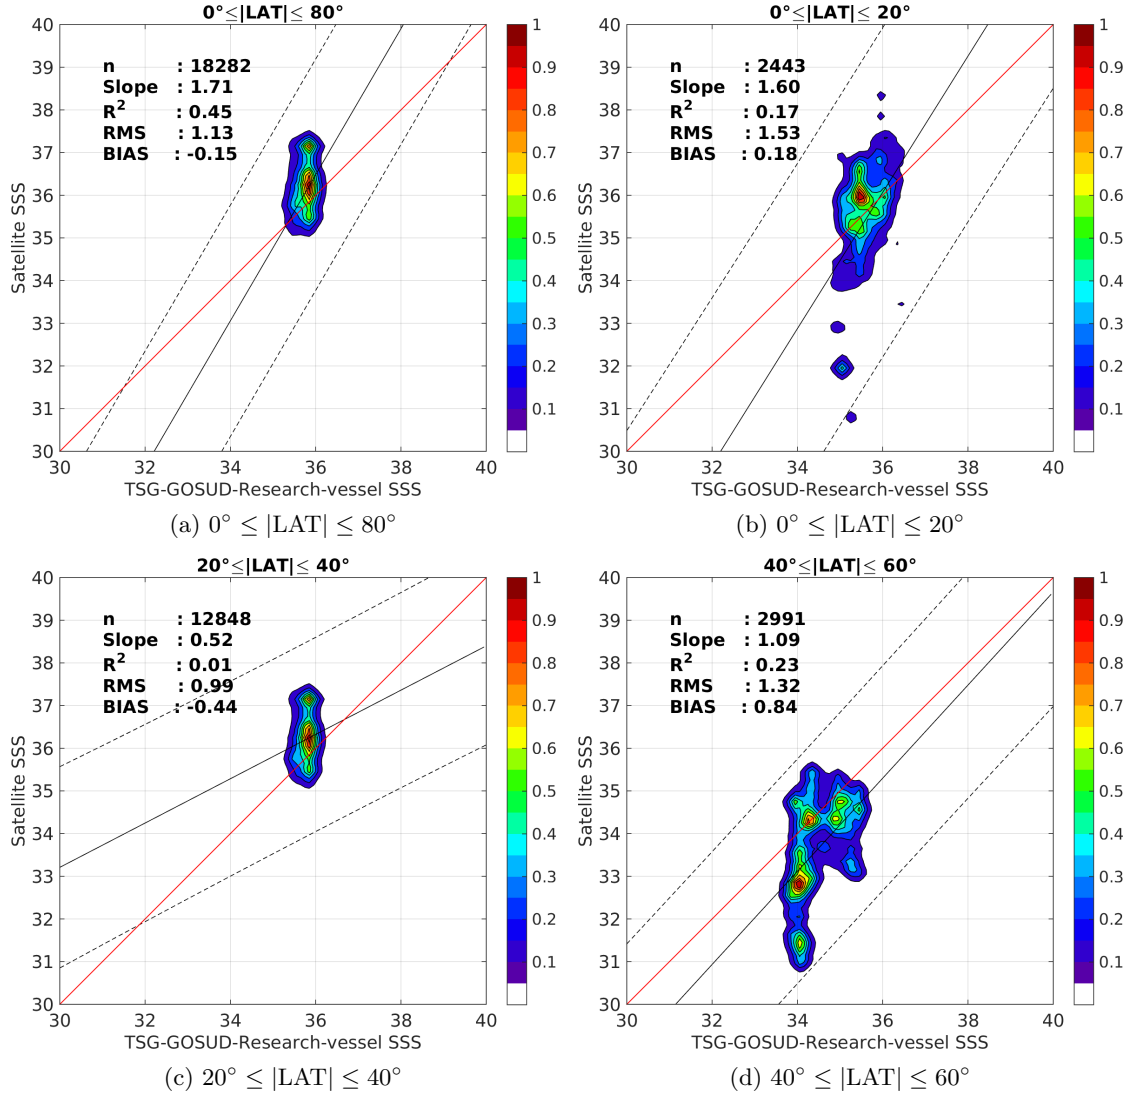 0°≤|LAT|≤ 80°
40
39
38
37
36
35
34
33
32
31
30
Satellite SSS
n : 18282
Slope : 1.71
R2 : 0.45
RMS : 1.13
BIAS : -0.15
30 32 34 36 38 40
TSG-GOSUD-Research-vessel SSS
1
0.9
0.8
0.7
0.6
0.5
0.4
0.3
0.2
0.1
(a) 0° ≤ |LAT| ≤ 80°
0°≤|LAT|≤ 20°
40
39
38
37
36
35
34
33
32
31
30
Satellite SSS
n : 2443
Slope : 1.60
R2 : 0.17
RMS : 1.53
BIAS : 0.18
30 32 34 36 38 40
TSG-GOSUD-Research-vessel SSS
1
0.9
0.8
0.7
0.6
0.5
0.4
0.3
0.2
0.1
(b) 0° ≤ |LAT| ≤ 20°
20°≤|LAT|≤ 40°
40
39
38
37
36
35
34
33
32
31
30
Satellite SSS
n : 12848
Slope : 0.52
R2 : 0.01
RMS : 0.99
BIAS : -0.44
30 32 34 36 38 40
TSG-GOSUD-Research-vessel SSS
1
0.9
0.8
0.7
0.6
0.5
0.4
0.3
0.2
0.1
(c) 20° ≤ |LAT| ≤ 40°
40°≤|LAT|≤ 60°
40
39
38
37
36
35
34
33
32
31
30
Satellite SSS
n : 2991
Slope : 1.09
R2 : 0.23
RMS : 1.32
BIAS : 0.84
30 32 34 36 38 40
TSG-GOSUD-Research-vessel SSS
1
0.9
0.8
0.7
0.6
0.5
0.4
0.3
0.2
0.1
(d) 40° ≤ |LAT| ≤ 60°